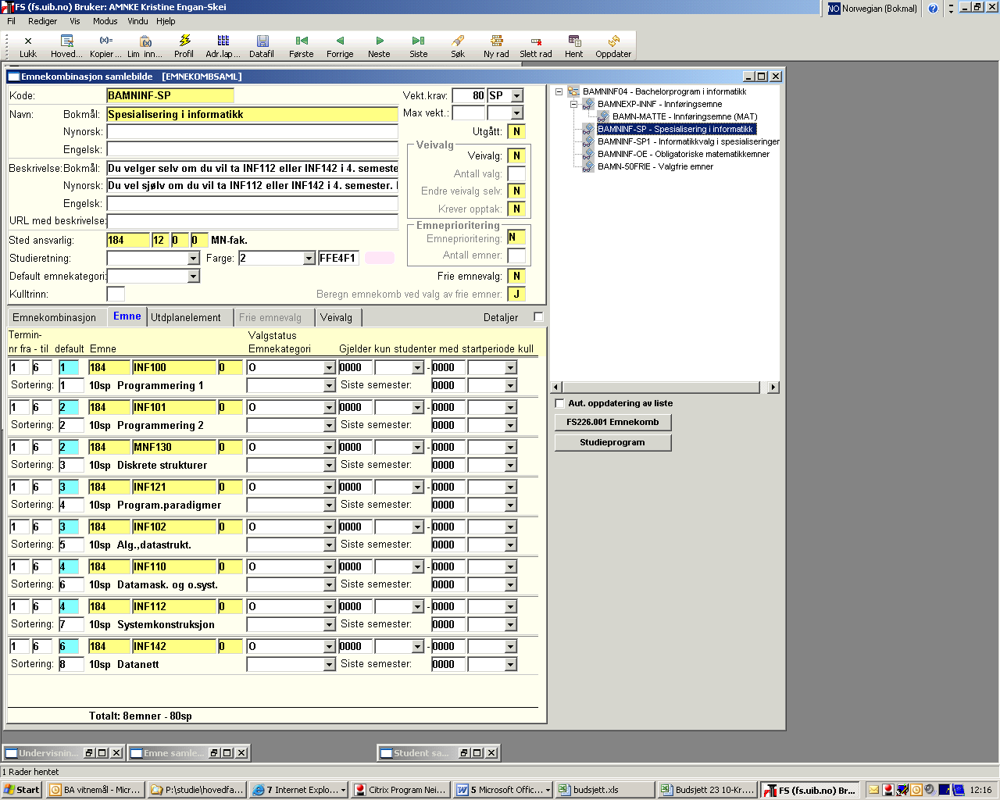 FS (fs.uib.no) Bruker: AMNKE Kristine Engan-Skei
NO Norwegian (Bokmal)
Fil Rediger Vis Modus Vindu Hjelp
Lukk Hoved... Kopier... Lim inn... Profil Adr.lap... Datafil Første Forrige Neste Siste Søk Ny rad Slett rad Hent Oppdater
Emnekombinasjon samlebilde [EMNEKOMBSAML]
Kode: BAMNINF-SP Vekt.krav: 80 SP
Navn: Bokmål: Spesialisering i informatikk Max vekt.:
Nynorsk: Utgått: N
Engelsk: Veivalg
Veivalg: N
Beskrivelse: Bokmål: Du velger selv om du vil ta INF112 eller INF142 i 4. semeste Antall valg:
Nynorsk: Du vel sjølv om du vil ta INF112 eller INF142 i 4. semester. Endre veivalg selv: N
Engelsk: Krever opptak: N
URL med beskrivelse: Emneprioritering
Sted ansvarlig: 184 12 0 0 MN-fak. Emneprioritering: N
Studieretning: Farge: 2 FFE4F1 Antall emner:
Default emnekategori: Frie emnevalg: N
Kulltrinn: Beregn emnekomb ved valg av frie emner: J
BAMNINF04 - Bachelorprogram i informatikk
BAMNEXP-INNF - Innføringsemne
BAMN-MATTE - Innføringsemne (MAT)
BAMNINF-SP - Spesialisering i informatikk
BAMNINF-SP1 - Informatikkvalg i spesialiseringer
BAMNINF-OE - Obligatoriske matematikkemner
BAMN-50FRIE - Valgfrie emner
Aut. oppdatering av liste
FS226.001 Emnekomb
Studieprogram
Emnekombinasjon Emne Utdplanelement Frie emnevalg Veivalg Detaljer
Termin- Valgstatus
nr fra - til default Emne Emnekategori Gjelder kun studenter med startperiode kull
1 6 1 184 INF100 0 O 0000 - 0000
Sortering: 1 10sp Programmering 1 Siste semester: 0000
1 6 2 184 INF101 0 O 0000 - 0000
Sortering: 2 10sp Programmering 2 Siste semester: 0000
1 6 2 184 MNF130 0 O 0000 - 0000
Sortering: 3 10sp Diskrete strukturer Siste semester: 0000
1 6 3 184 INF121 0 O 0000 - 0000
Sortering: 4 10sp Program.paradigmer Siste semester: 0000
1 6 3 184 INF102 0 O 0000 - 0000
Sortering: 5 10sp Alg.,datastrukt. Siste semester: 0000
1 6 4 184 INF110 0 O 0000 - 0000
Sortering: 6 10sp Datamask. og o.syst. Siste semester: 0000
1 6 4 184 INF112 0 O 0000 - 0000
Sortering: 7 10sp Systemkonstruksjon Siste semester: 0000
1 6 6 184 INF142 0 O 0000 - 0000
Sortering: 8 10sp Datanett Siste semester: 0000
Totalt: 8emner - 80sp
Undervisnin... Emne samle... Student sa...
1 Rader hentet
Start BA vitnemål - Micr... P:\studie\hovedfa... 7 Internet Explo... Citrix Program Nei... 5 Microsoft Offic... budsjett.xls Budsjett 23 10-Kr.... FS (fs.uib.no) Br... 12:16